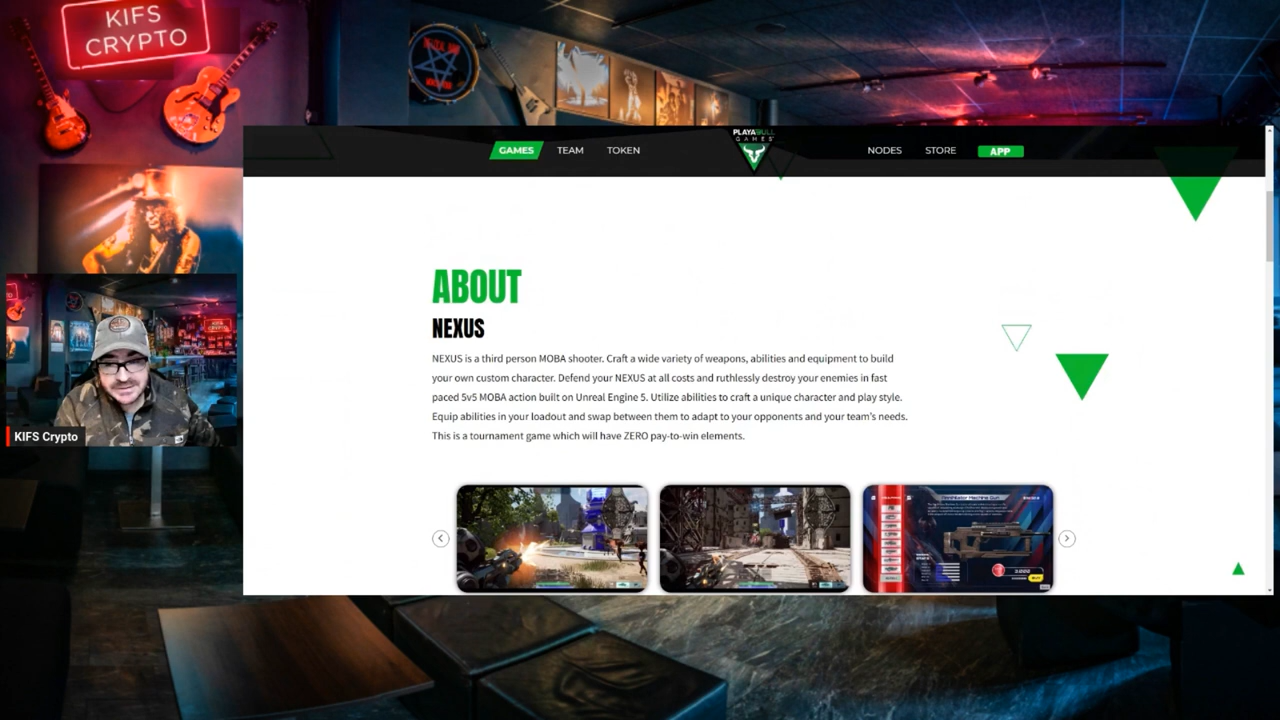 KIFS
CRYPTO
GAMES
TEAM
TOKEN
PLAYABULL
GAMES
NODES
STORE
APP
ABOUT
NEXUS
NEXUS is a third person MOBA shooter. Craft a wide variety of weapons, abilities and equipment to build
your own custom character. Defend your NEXUS at all costs and ruthlessly destroy your enemies in fast
paced 5v5 MOBA action built on Unreal Engine 5. Utilize abilities to craft a unique character and play style.
Equip abilities in your loadout and swap between them to adapt to your opponents and your team's needs.
This is a tournament game which will have ZERO pay-to-win elements.
KIFS Crypto
Annihilator Machine Gun